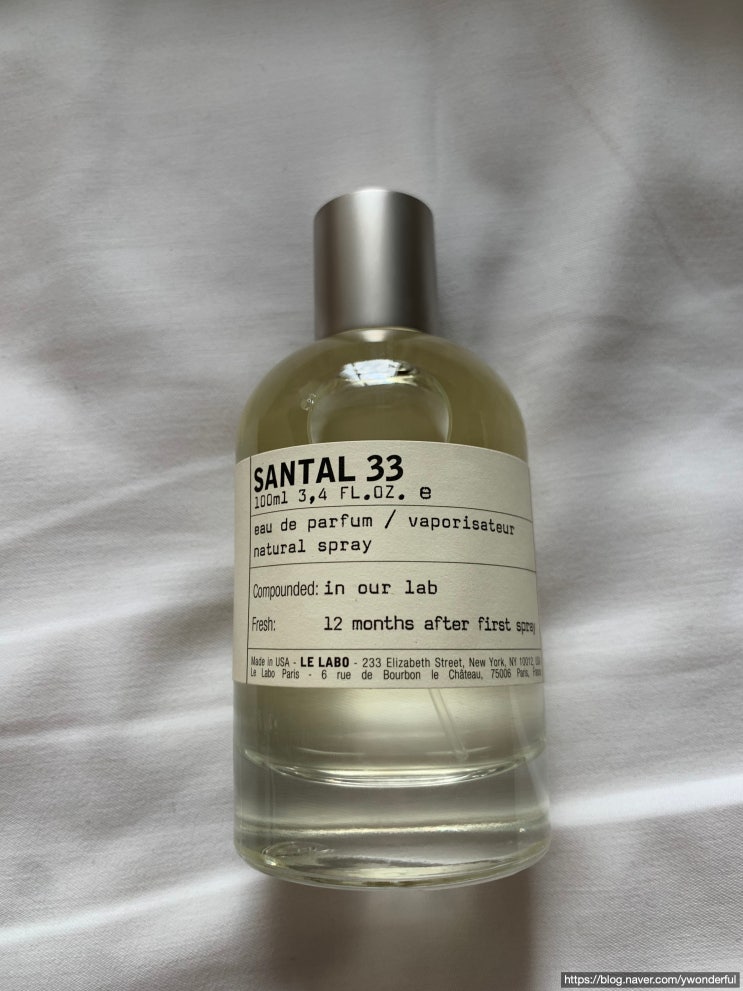 SANTAL 33
100ml 3,4 FL.OZ. e
eau de parfum / vaporisateur
natural spray
Compounded: in our lab
Fresh: 12 months after first spray
Made in USA - LE LABO - 233 Elizabeth Street, New York, NY 10012, USA
Le Labo Paris - 6 rue de Bourbon le Château, 75006 Paris, France
https://blog.naver.com/ywonderful